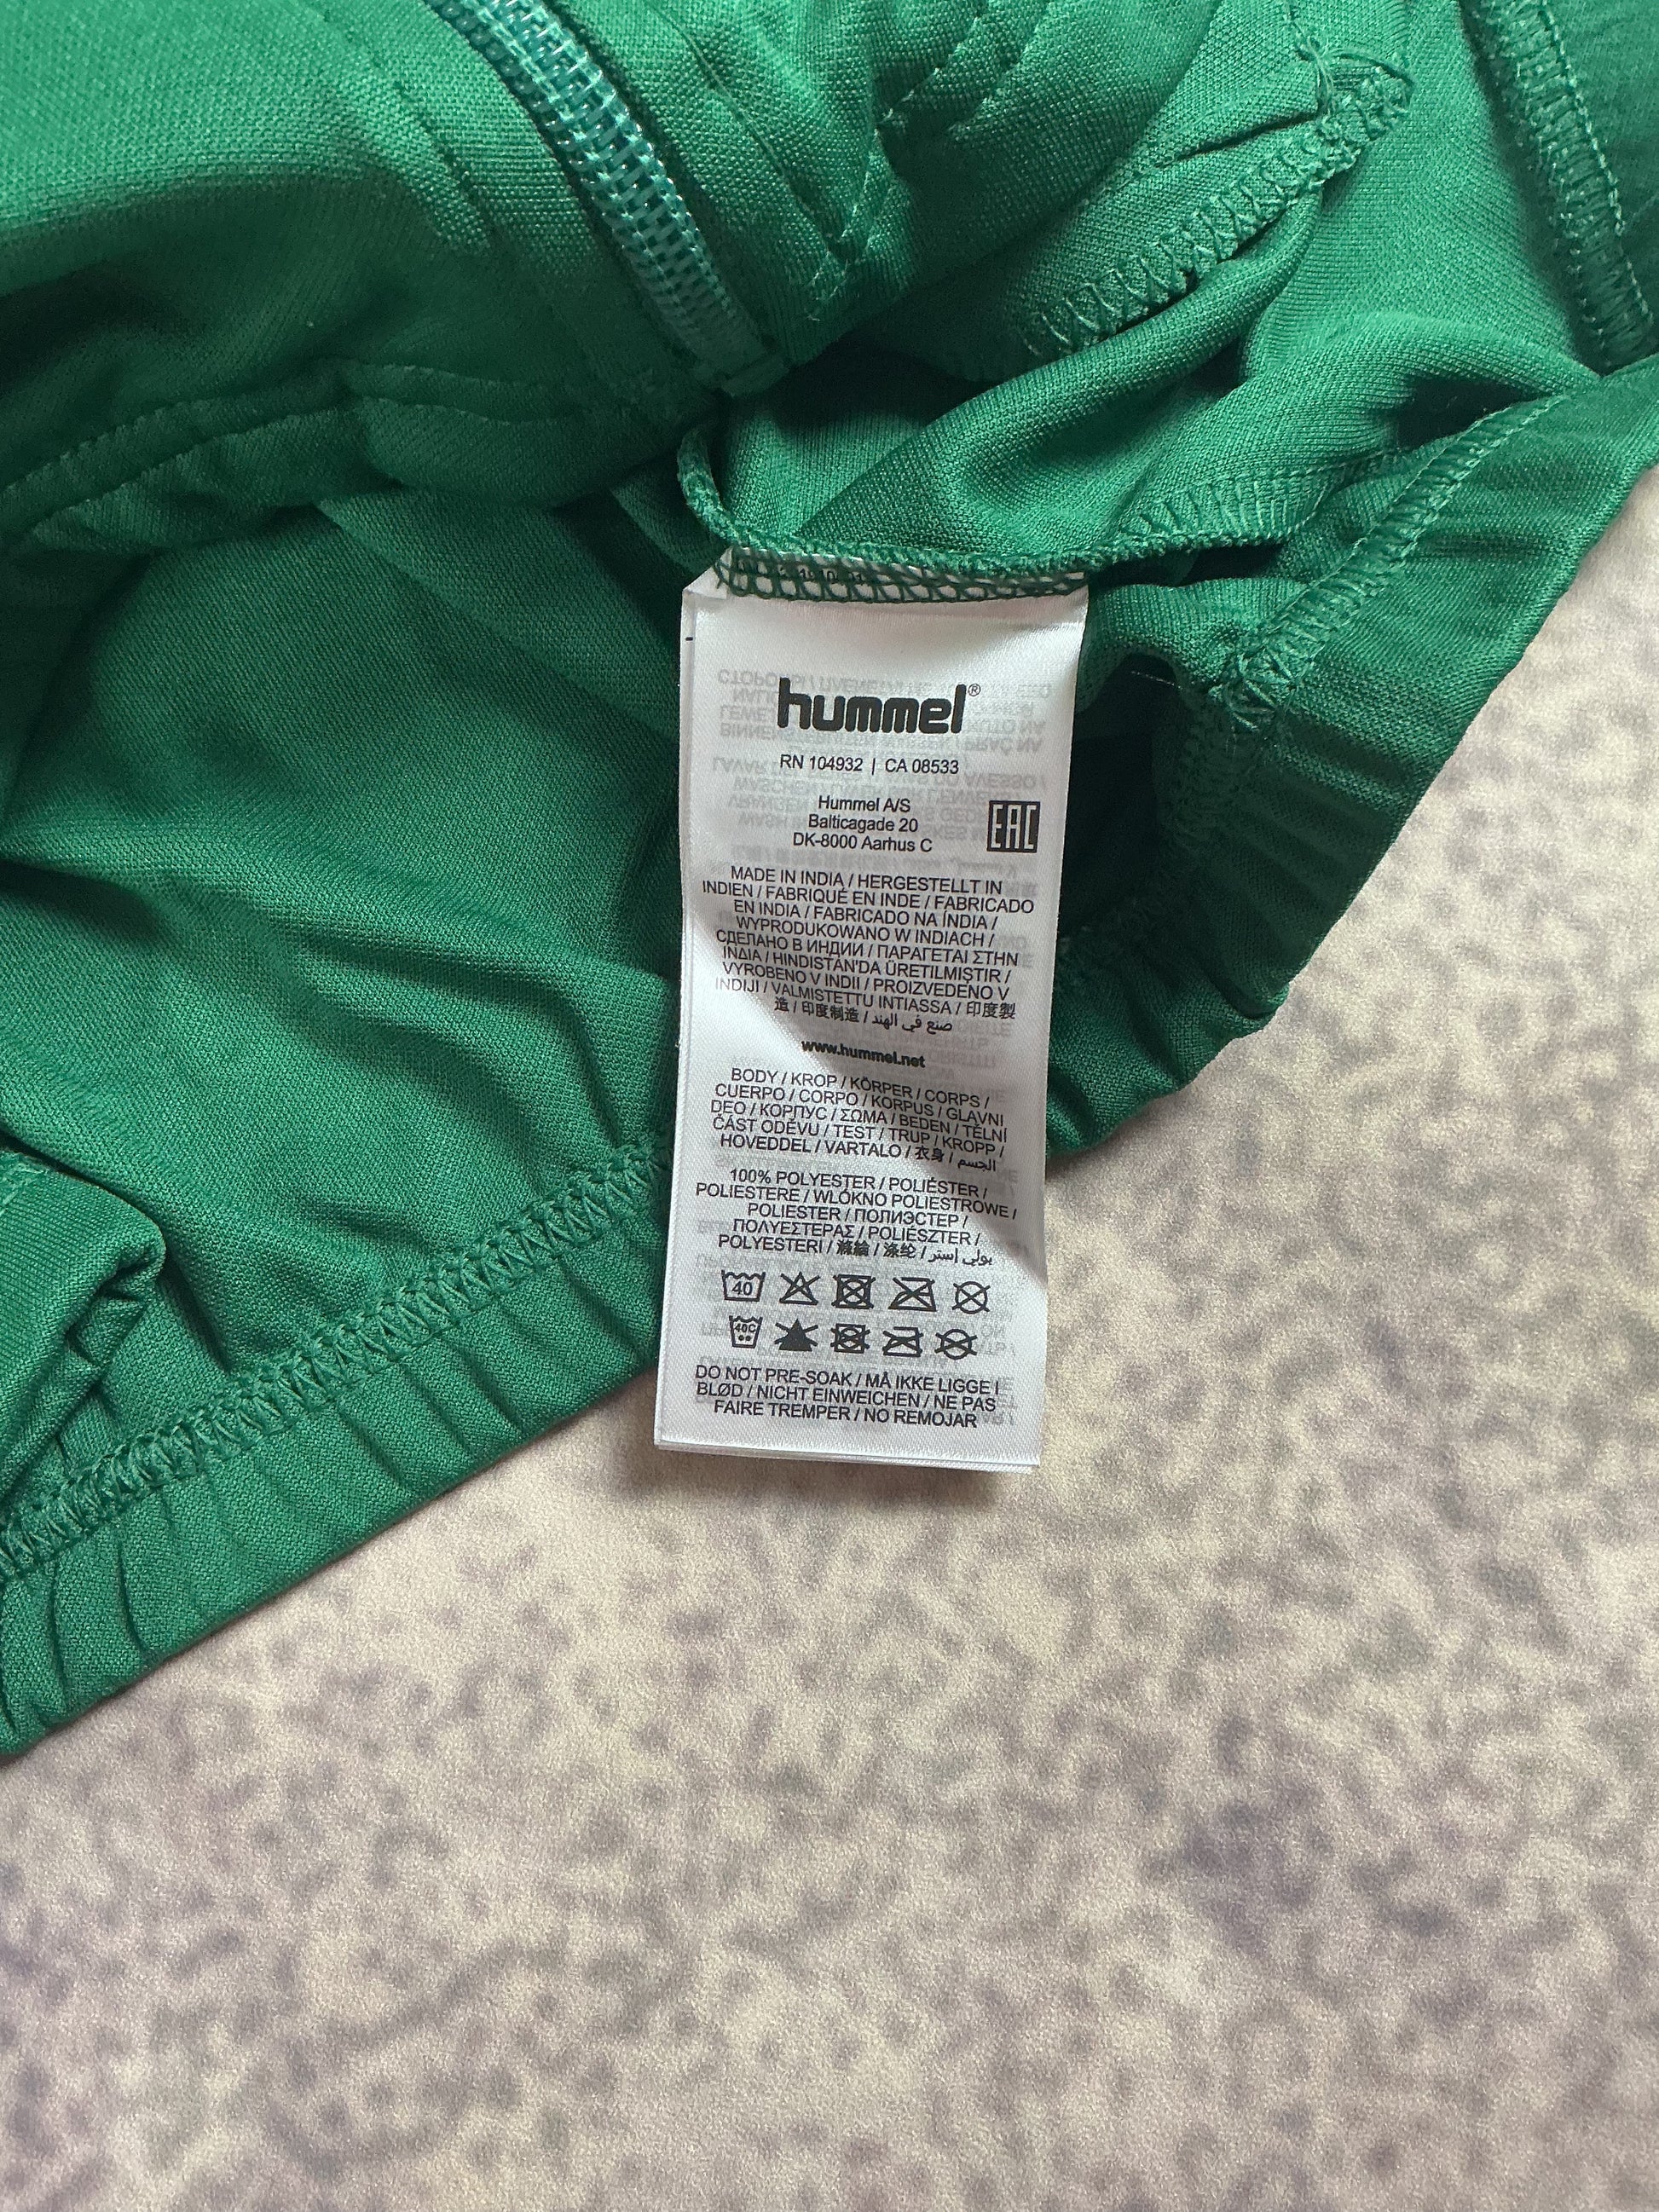 hummel®
RN 104932 | CA 08533
Hummel A/S
Balticagade 20
DK-8000 Aarhus C
EAC
MADE IN INDIA / HERGESTELLT IN
INDIEN / FABRIQUÉ EN INDE / FABRICADO
EN INDIA / FABRICADO NA ÍNDIA /
WYPRODUKOWANO W INDIACH /
СДЕЛАНО В ИНДИИ / ΠΑΡΑΓΕΤΑΙ ΣΤΗΝ
ΙΝΔΙΑ / HINDISTAN'DA ÜRETILMIŞTIR /
VYROBENO V INDII / PROIZVEDENO V
INDIJI / VALMISTETTU INTIASSA / 印度製
造 / 印度制造 / صنع في الهند
www.hummel.net
BODY / KROP / KÖRPER / CORPS /
CUERPO / CORPO / KORPUS / GLAVNI
DEO / КОРПУС / ΣΩΜΑ / BEDEN / TĚLNÍ
ČÁST ODĚVU / TEST / TRUP / KROPP /
HOVEDDEL / VARTALO / 衣身 / الجسم
100% POLYESTER / POLIÉSTER /
POLIESTERE / WLÓKNO POLIESTROWE /
POLIESTER / ПОЛИЭСТЕР /
ΠΟΛΥΕΣΤΕΡΑΣ / POLIÉSZTER /
POLYESTERI / 滌綸 / 涤纶 / بولي إستر
40
40C
DO NOT PRE-SOAK / MÅ IKKE LIGGE I
BLØD / NICHT EINWEICHEN / NE PAS
FAIRE TREMPER / NO REMOJAR